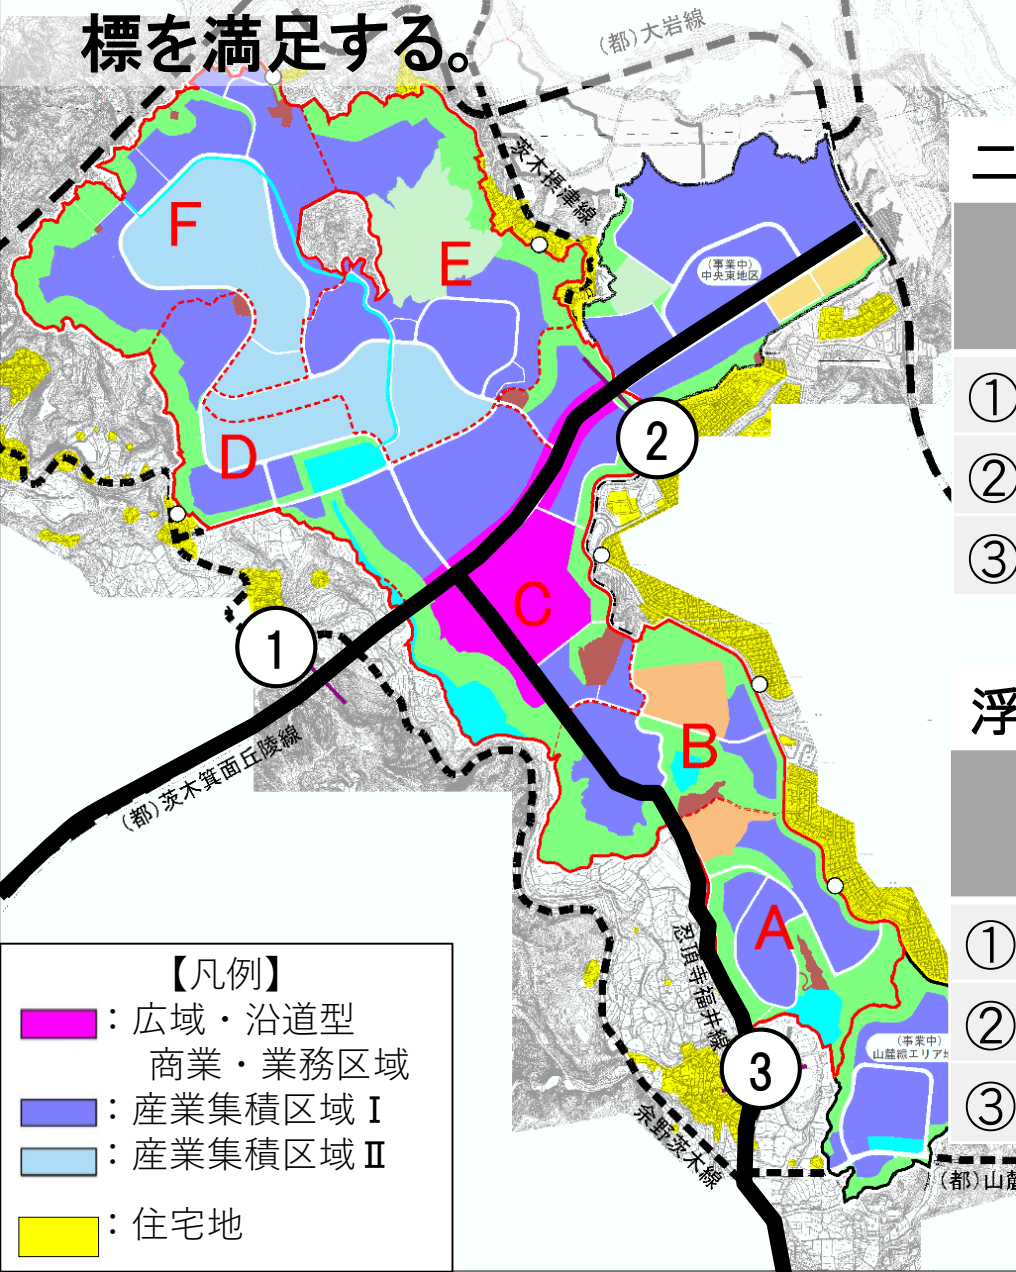 標を満足する。
(都)大岩線
茨木摂津線
二
F
E
(事業中)
中央東地区
①
②
D
②
③
C
①
浮
B
(都)茨木箕面丘陵線
A
忍頂寺福井線
①
【凡例】
：広域・沿道型
商業・業務区域
：産業集積区域Ⅰ
：産業集積区域Ⅱ
：住宅地
②
(事業中)
山麓線エリア地
③
③
余野茨木線
(都)山麓